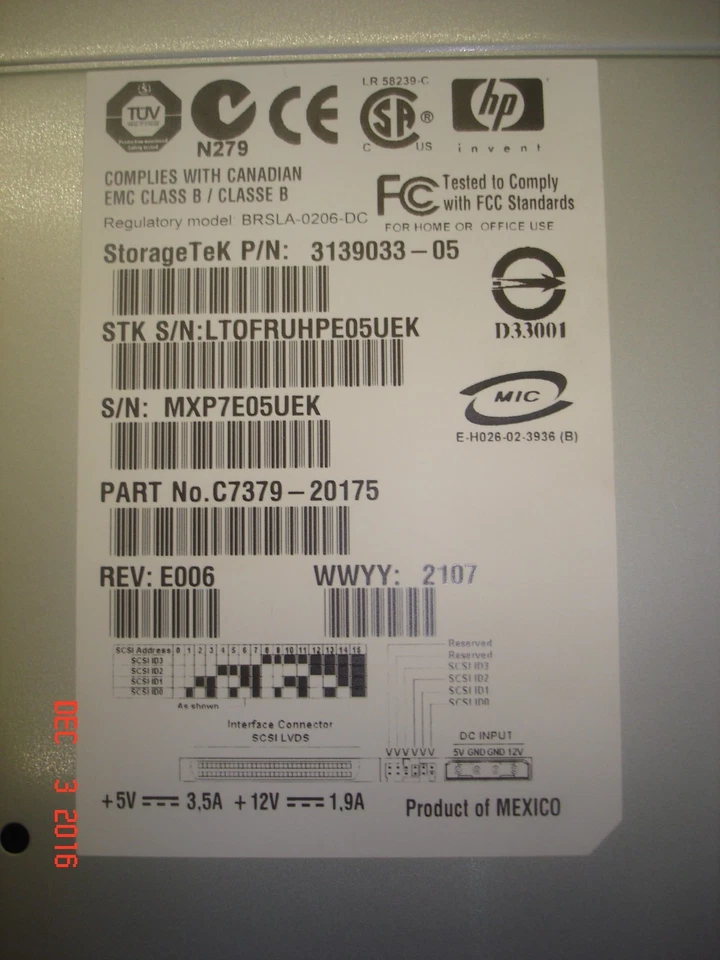 TUV
N279
CE
LR 58239-C
SA ®
C US
hp
i n v e n t
COMPLIES WITH CANADIAN
EMC CLASS B / CLASSE B
Regulatory model: BRSLA-0206-DC
FC Tested to Comply
with FCC Standards
FOR HOME OR OFFICE USE
StorageTeK P/N: 3139033-05
D33001
STK S/N:LTOFRUHPE05UEK
MIC
E-H026-02-3936 (B)
S/N: MXP7E05UEK
PART No.C7379-20175
REV: E006 WWYY: 2107
SCSI Address 0 1 2 3 4 5 6 7 8 9 10 11 12 13 14 15
SCSI ID3
SCSI ID2
SCSI ID1
SCSI ID0
As shown
Reserved
Reserved
SCSI ID3
SCSI ID2
SCSI ID1
SCSI ID0
Interface Connector
SCSI LVDS
DC INPUT
5V GND GND 12V
+5V 3,5A +12V 1,9A
Product of MEXICO
DEC 3 2016